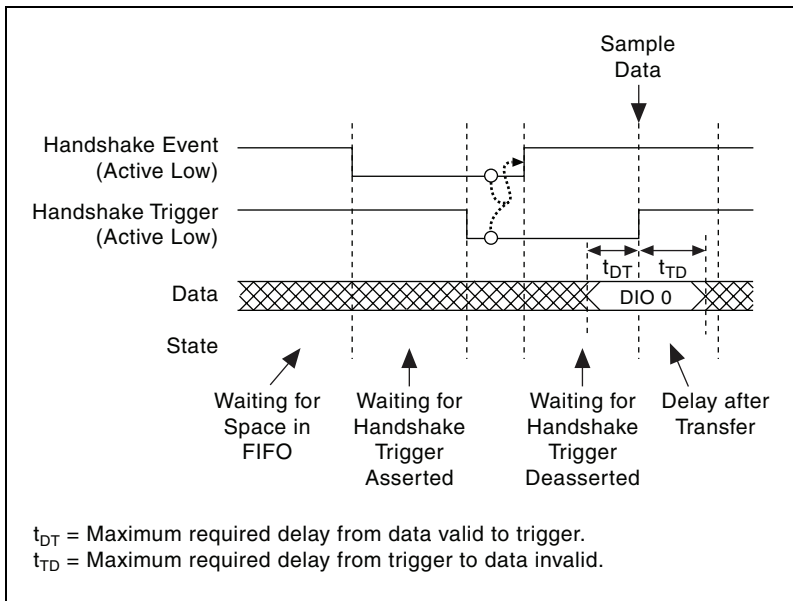 Sample
Data
Handshake Event
(Active Low)
Handshake Trigger
(Active Low)
tDT
tTD
Data
DIO 0
State
Waiting for
Space in
FIFO
Waiting for
Handshake
Trigger
Asserted
Waiting for
Handshake
Trigger
Deasserted
Delay after
Transfer
tDT = Maximum required delay from data valid to trigger.
tTD = Maximum required delay from trigger to data invalid.